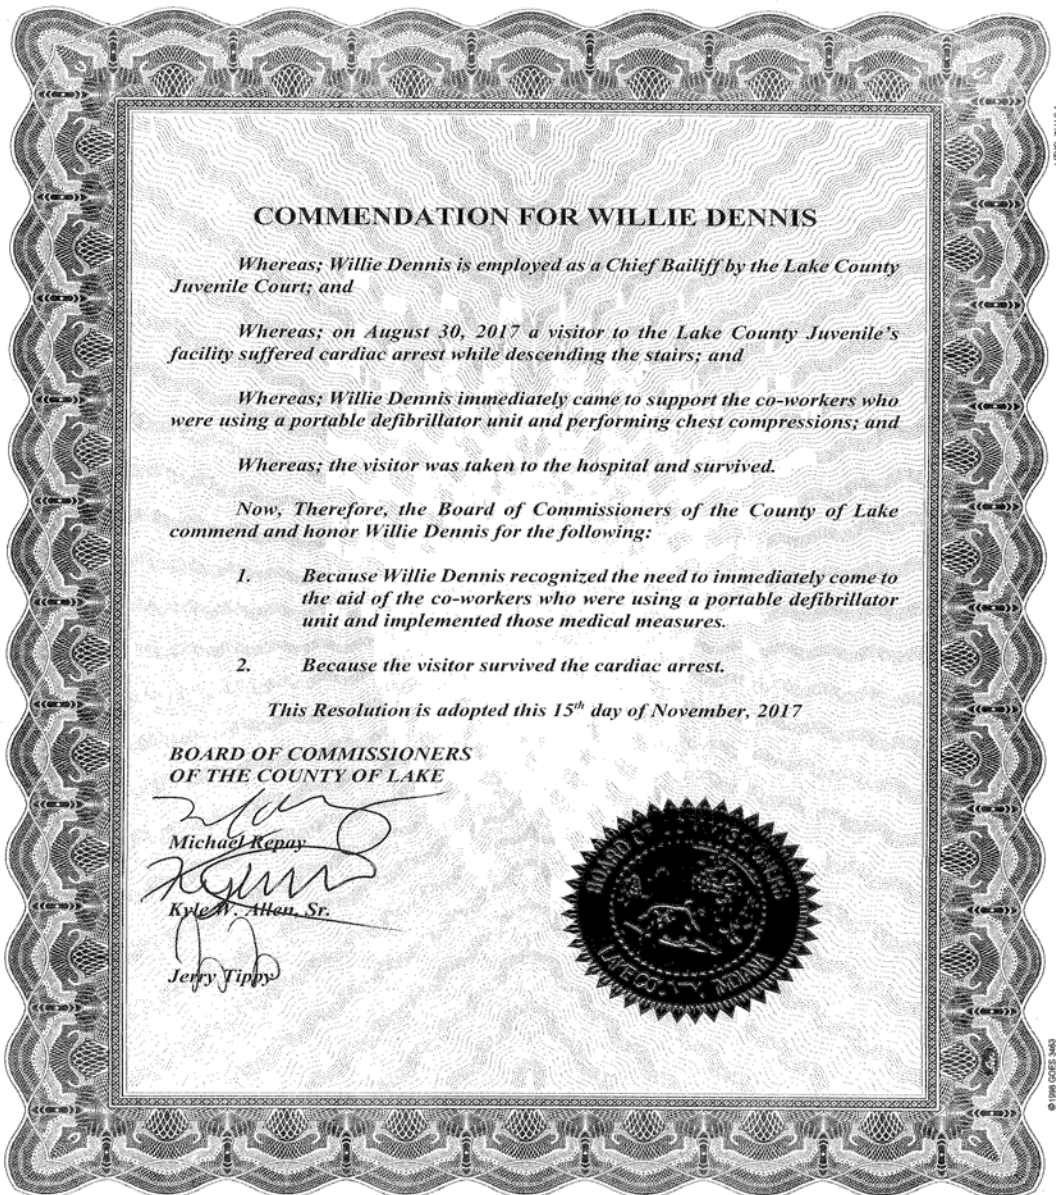 COMMENDATION FOR WILLIE DENNIS
Whereas; Willie Dennis is employed as a Chief Bailiff by the Lake County
Juvenile Court; and
Whereas; on August 30, 2017 a visitor to the Lake County Juvenile's
facility suffered cardiac arrest while descending the stairs; and
Whereas; Willie Dennis immediately came to support the co-workers who
were using a portable defibrillator unit and performing chest compressions; and
Whereas; the visitor was taken to the hospital and survived.
Now, Therefore, the Board of Commissioners of the County of Lake
commend and honor Willie Dennis for the following:
1. Because Willie Dennis recognized the need to immediately come to
the aid of the co-workers who were using a portable defibrillator
unit and implemented those medical measures.
2. Because the visitor survived the cardiac arrest.
This Resolution is adopted this 15th day of November, 2017
BOARD OF COMMISSIONERS
OF THE COUNTY OF LAKE
Michael Repay
Kyle W. Allen, Sr.
Jerry Tippy
BOARD OF COMMISSIONERS
LAKE COUNTY, INDIANA
© 1998 GOES 3463